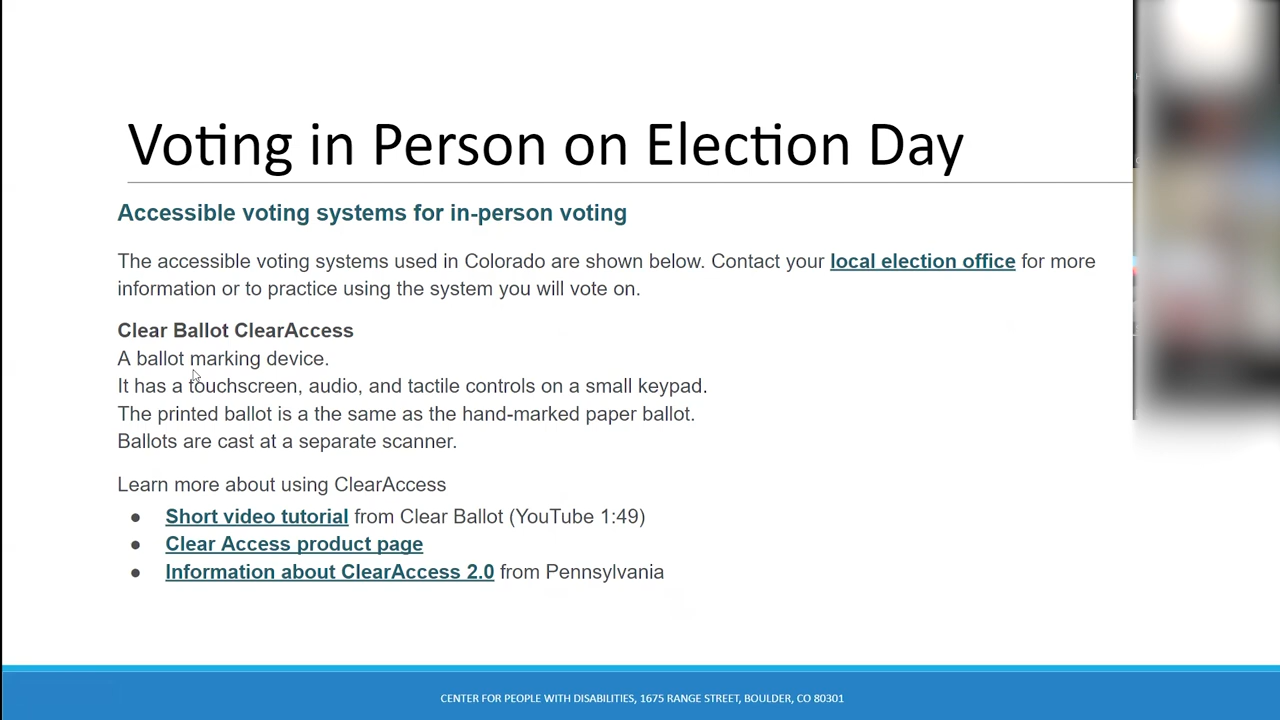 Voting in Person on Election Day
Accessible voting systems for in-person voting
The accessible voting systems used in Colorado are shown below. Contact your local election office for more
information or to practice using the system you will vote on.
Clear Ballot ClearAccess
A ballot marking device.
It has a touchscreen, audio, and tactile controls on a small keypad.
The printed ballot is a the same as the hand-marked paper ballot.
Ballots are cast at a separate scanner.
Learn more about using ClearAccess
● Short video tutorial from Clear Ballot (YouTube 1:49)
● Clear Access product page
● Information about ClearAccess 2.0 from Pennsylvania
CENTER FOR PEOPLE WITH DISABILITIES, 1675 RANGE STREET, BOULDER, CO 80301